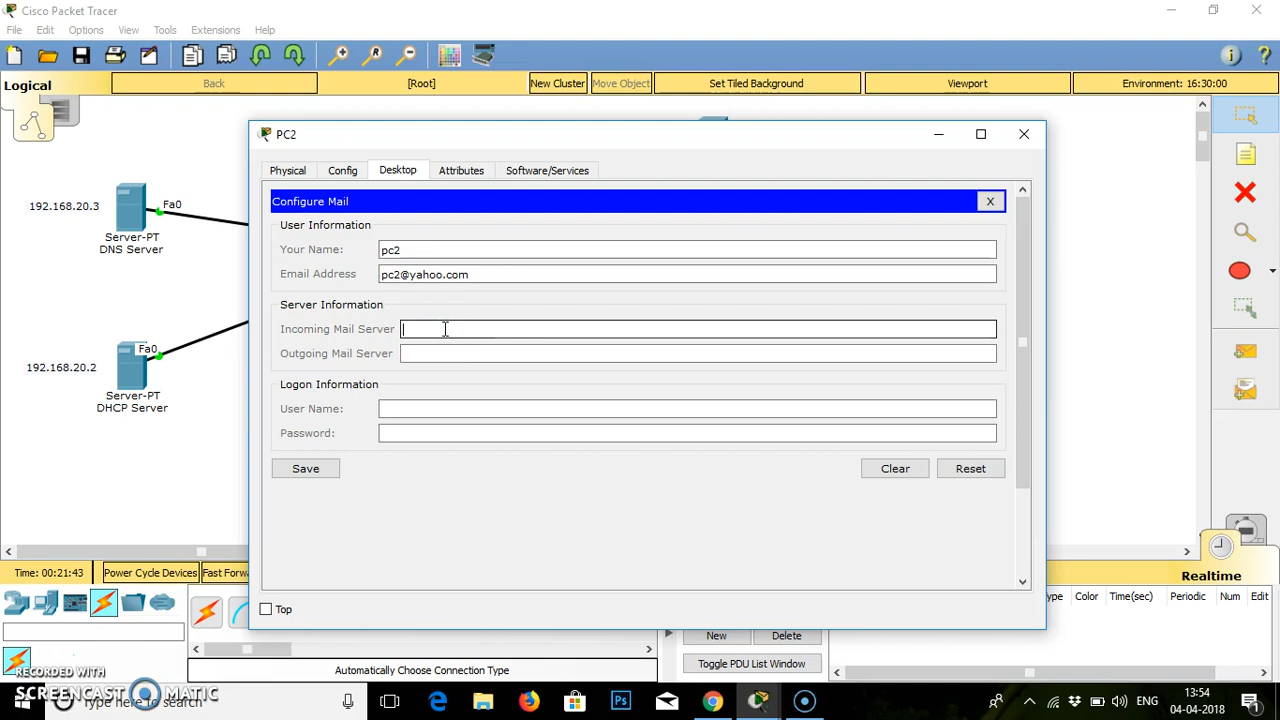 Cisco Packet Tracer
File Edit Options View Tools Extensions Help
Logical Back [Root] New Cluster Move Object Set Tiled Background Viewport Environment: 16:30:00
PC2
Physical Config Desktop Attributes Software/Services
Configure Mail X
User Information
Your Name: pc2
Email Address pc2@yahoo.com
Server Information
Incoming Mail Server
Outgoing Mail Server
Logon Information
User Name:
Password:
Save Clear Reset
Top
192.168.20.3 Fa0
Server-PT
DNS Server
Fa0
192.168.20.2
Server-PT
DHCP Server
Time: 00:21:43 Power Cycle Devices Fast Forw Realtime
Color Time(sec) Periodic Num Edit
New Delete
Toggle PDU List Window
Automatically Choose Connection Type
RECORDED WITH
SCREENCAST MATIC
Type here to search
ENG 13:54
04-04-2018